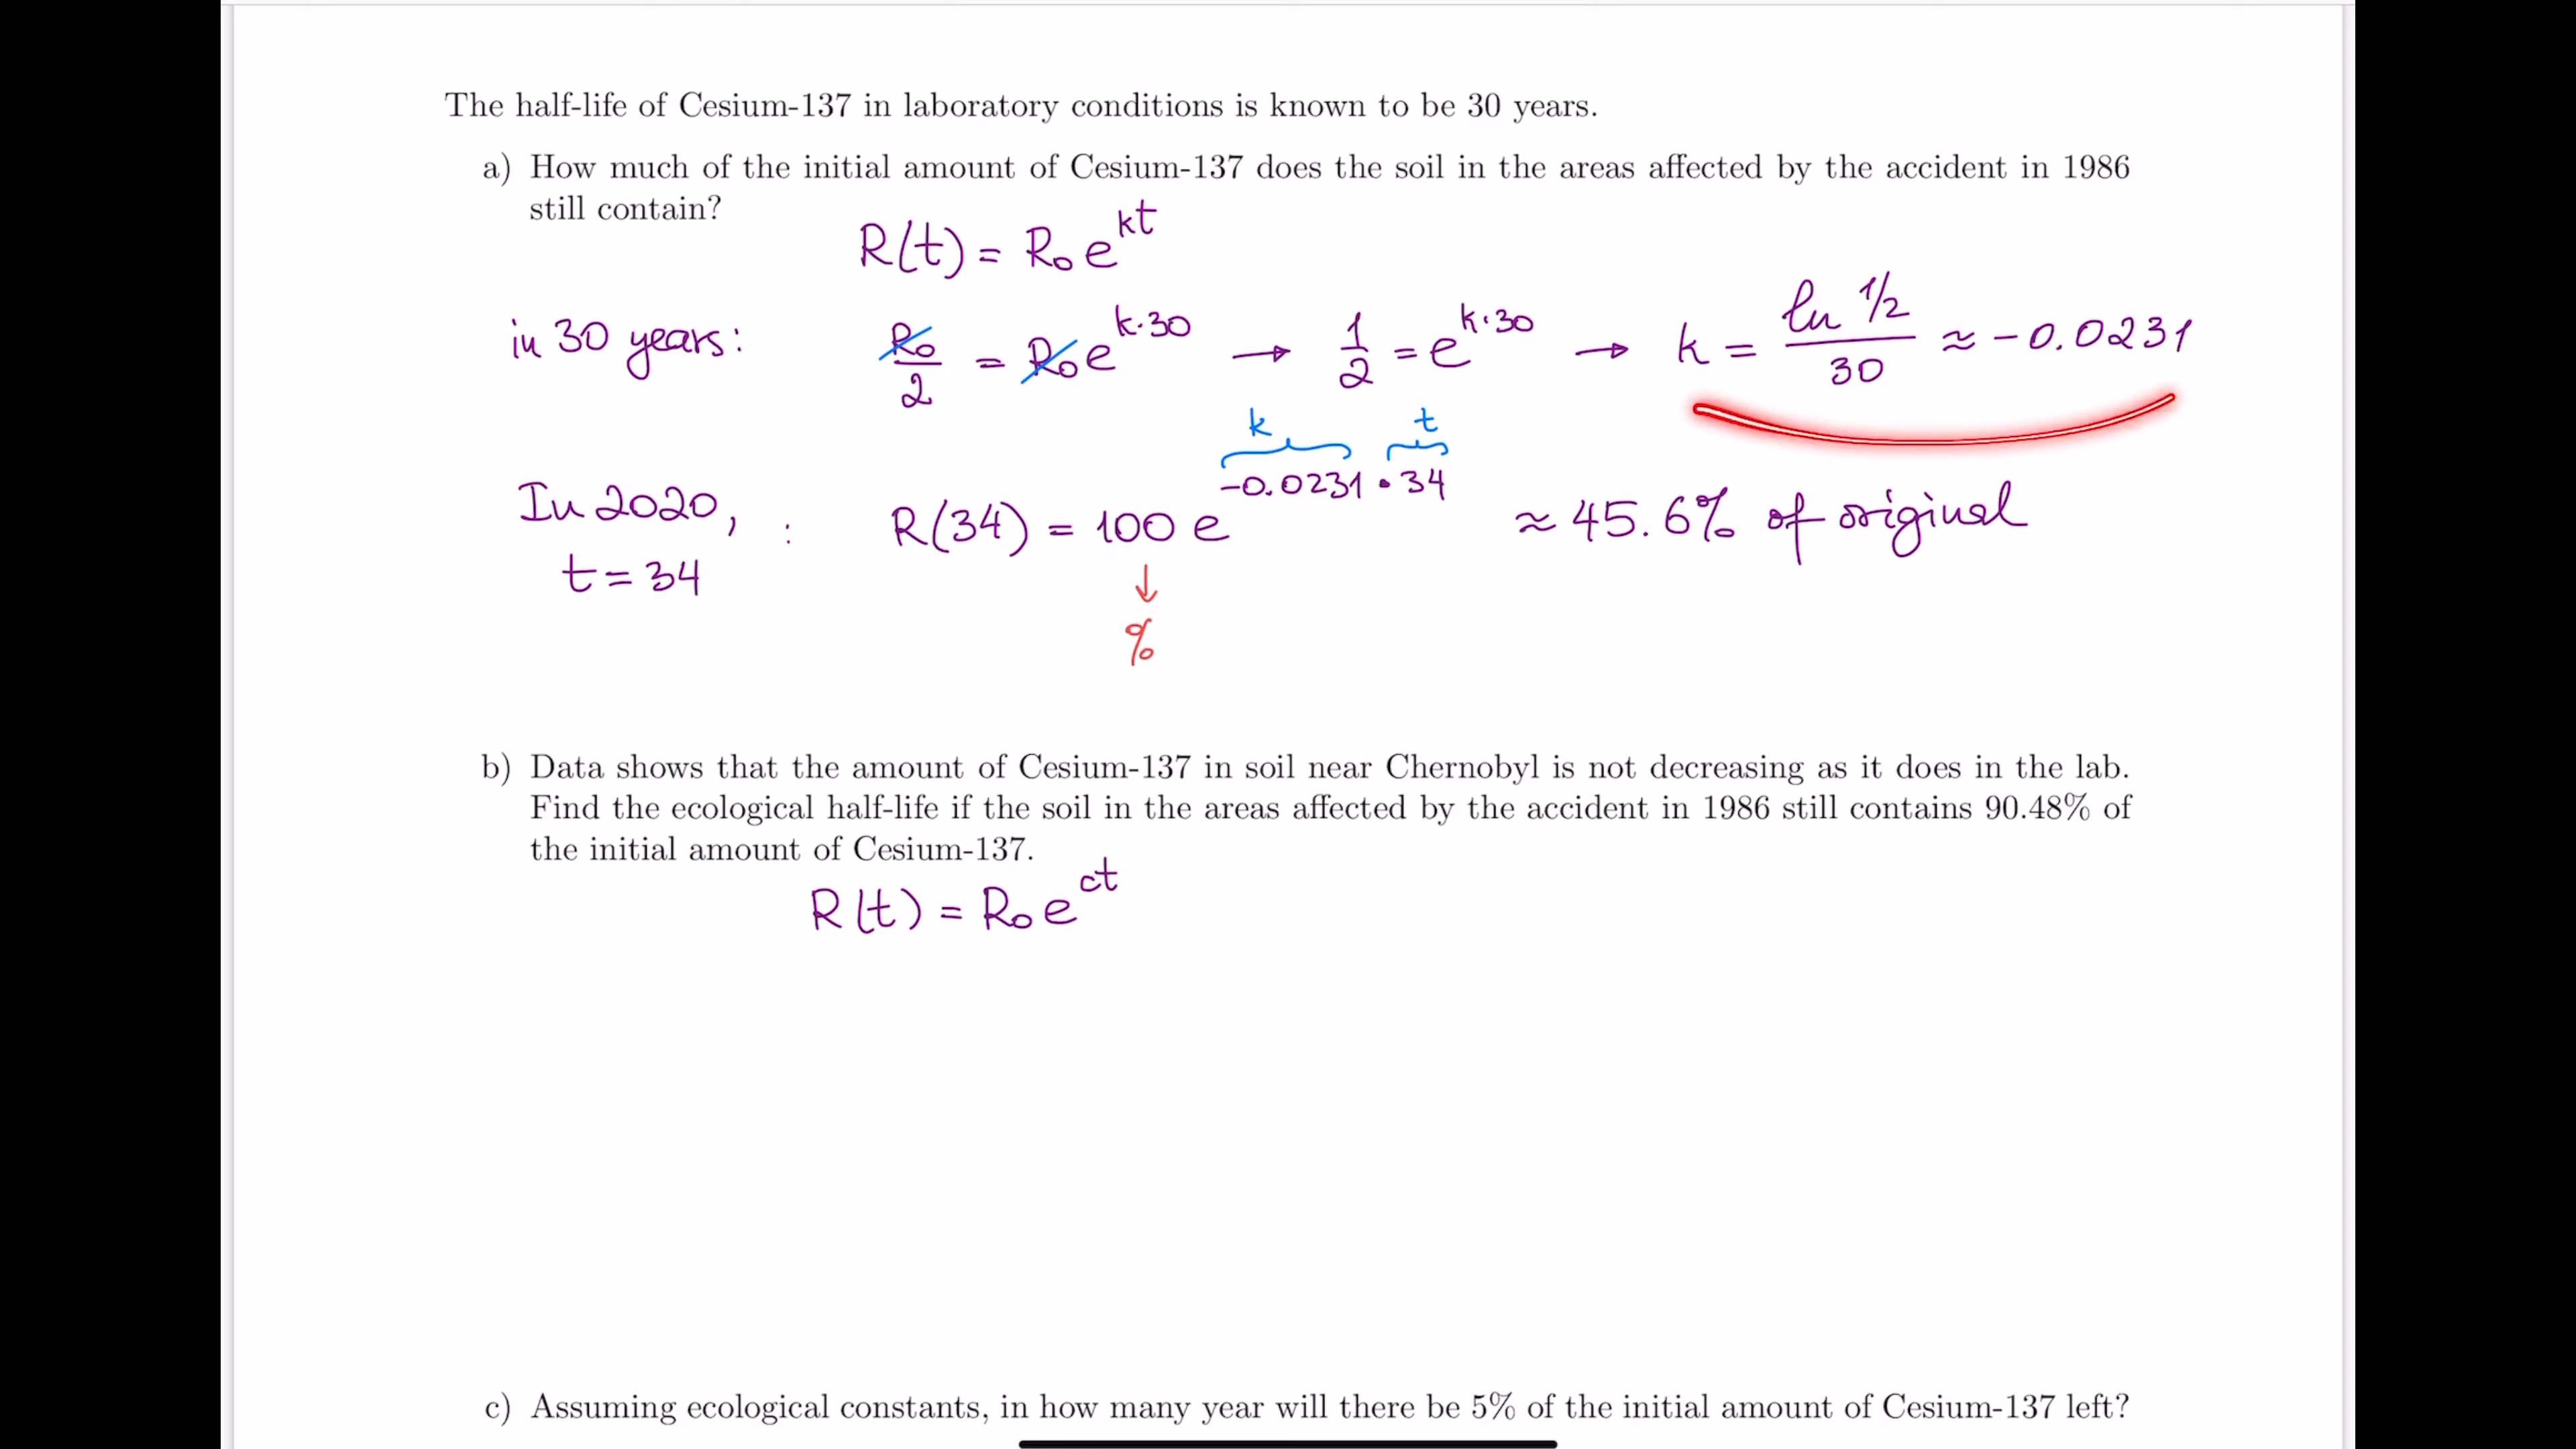 The half-life of Cesium-137 in laboratory conditions is known to be 30 years.
a) How much of the initial amount of Cesium-137 does the soil in the areas affected by the accident in 1986
still contain?
R(t) = R₀ e^{kt}
in 30 years: R₀/2 = R₀ e^{k·30} → 1/2 = e^{k·30} → k = ln 1/2 / 30 ≈ -0.0231
k t
In 2020, : R(34) = 100 e^{-0.0231 · 34} ≈ 45.6% of original
t = 34
↓
%
b) Data shows that the amount of Cesium-137 in soil near Chernobyl is not decreasing as it does in the lab.
Find the ecological half-life if the soil in the areas affected by the accident in 1986 still contains 90.48% of
the initial amount of Cesium-137.
R(t) = R₀ e^{ct}
c) Assuming ecological constants, in how many year will there be 5% of the initial amount of Cesium-137 left?